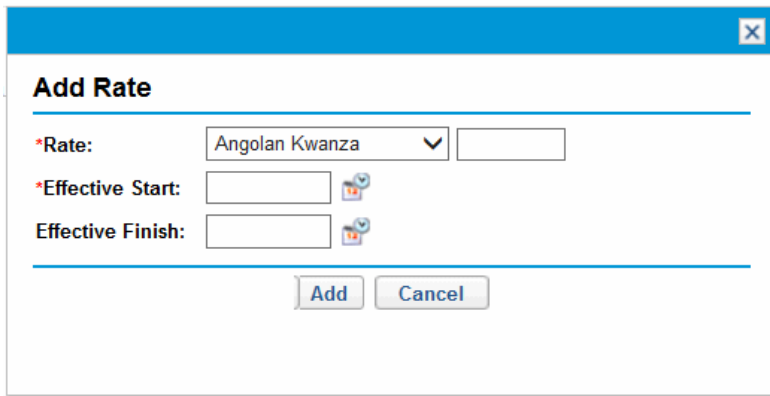 Add Rate
*Rate: Angolan Kwanza
*Effective Start:
Effective Finish:
Add Cancel